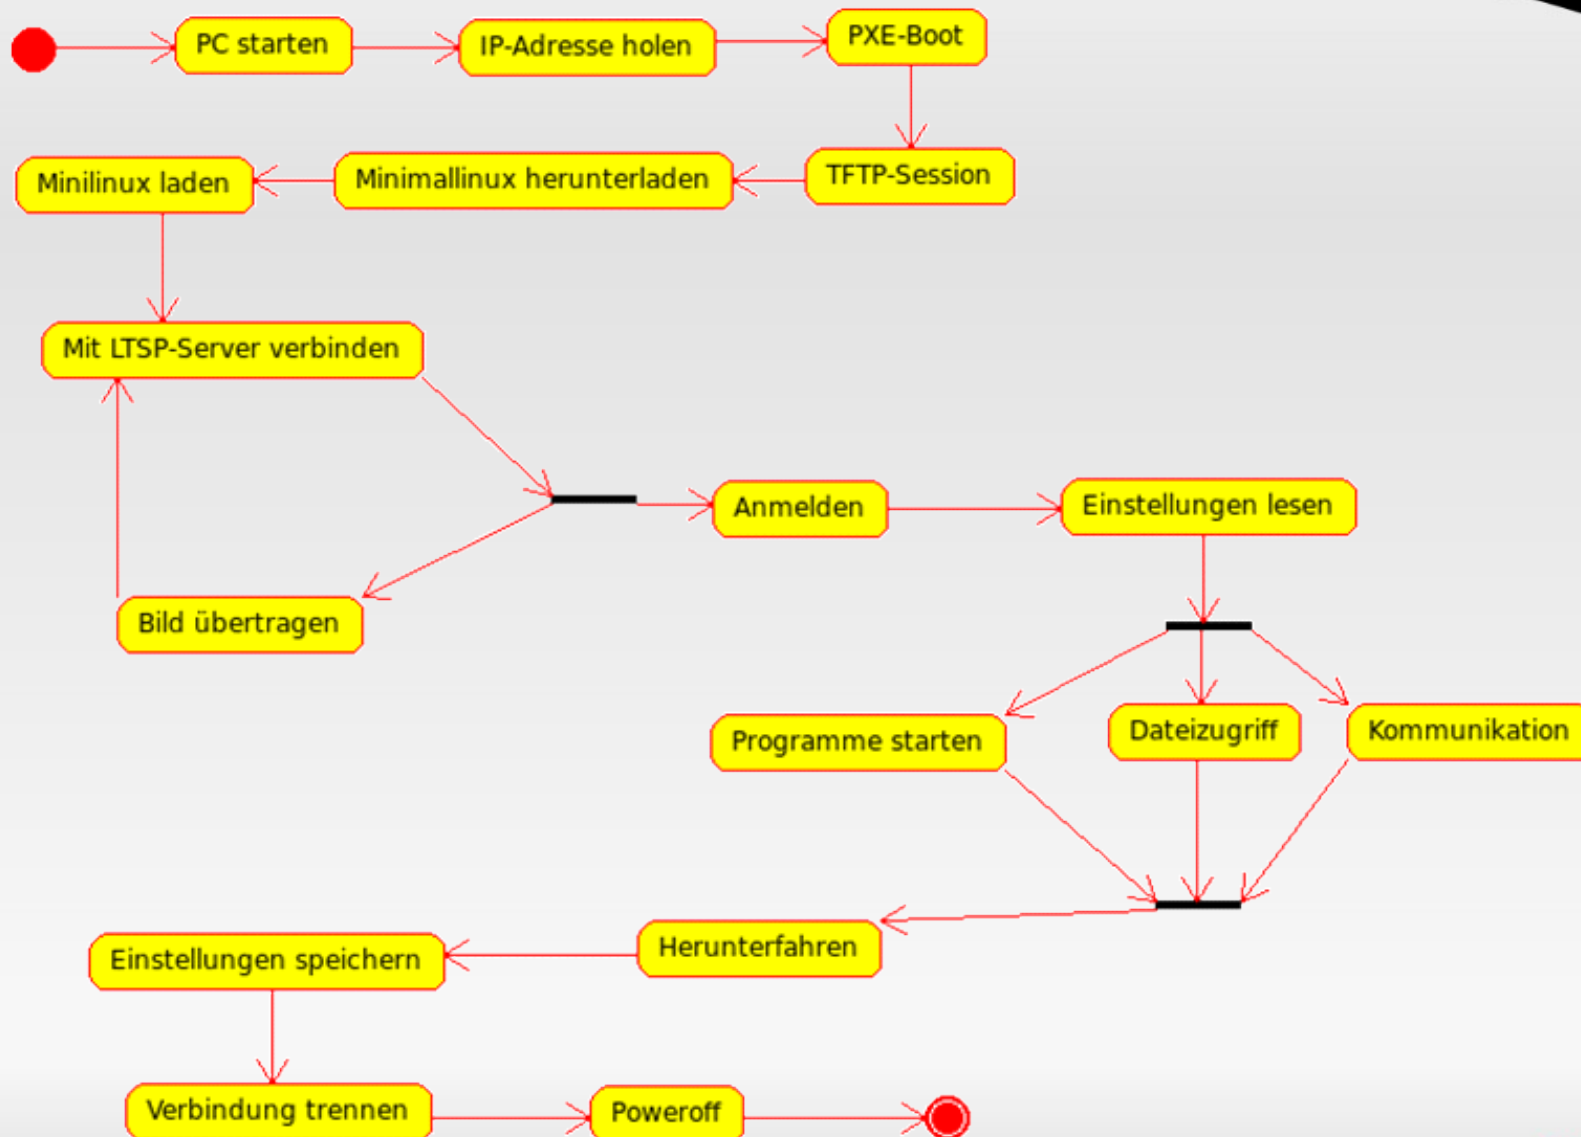 PC starten
IP-Adresse holen
PXE-Boot
TFTP-Session
Minimallinux herunterladen
Minilinux laden
Mit LTSP-Server verbinden
Anmelden
Einstellungen lesen
Bild übertragen
Programme starten
Dateizugriff
Kommunikation
Herunterfahren
Einstellungen speichern
Verbindung trennen
Poweroff